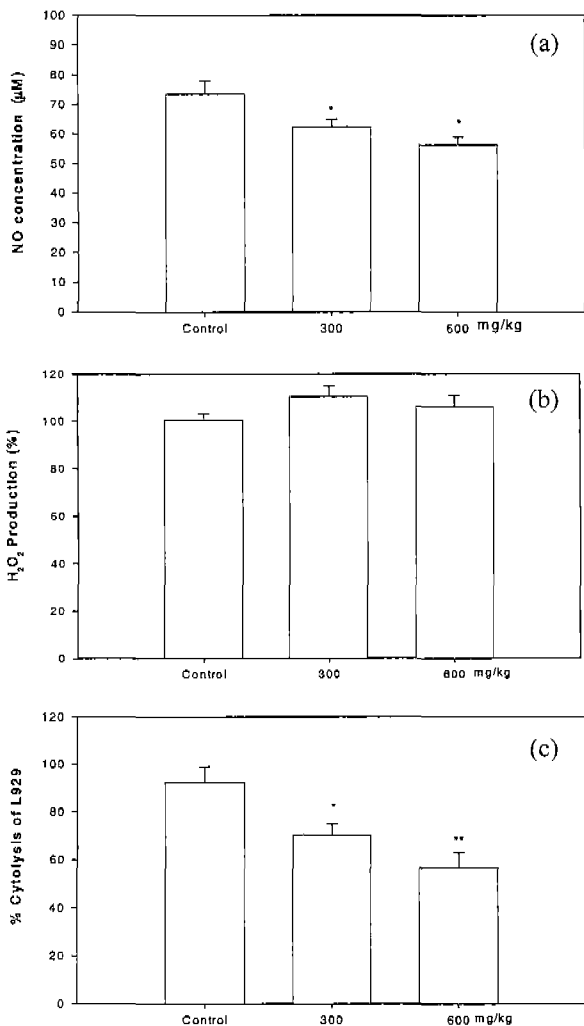 (a)
NO concentration (μM)
100
90
80
70
60
50
40
30
20
10
0
*
*
Control
300
600 mg/kg
(b)
H₂O₂ Production (%)
120
100
80
60
40
20
0
Control
300
600 mg/kg
(c)
% Cytolysis of L929
120
100
80
60
40
20
0
*
**
Control
300
600 mg/kg